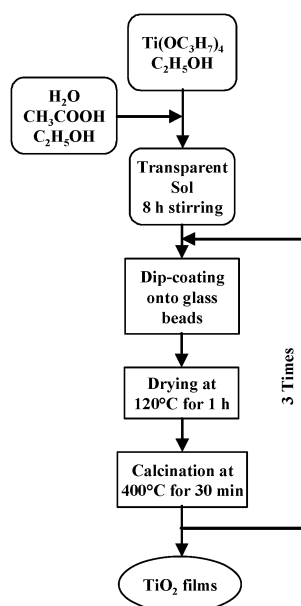 Ti(OC₃H₇)₄
C₂H₅OH
H₂O
CH₃COOH
C₂H₅OH
Transparent
Sol
8 h stirring
Dip-coating
onto glass
beads
Drying at
120°C for 1 h
Calcination at
400°C for 30 min
3 Times
TiO₂ films